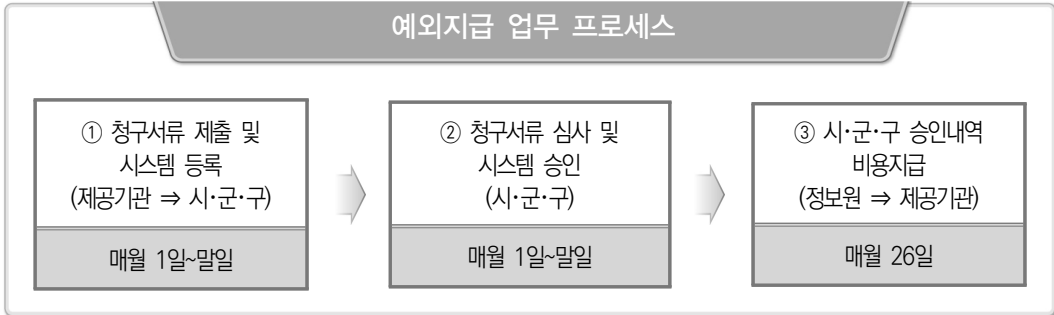 예외지급 업무 프로세스
① 청구서류 제출 및
시스템 등록
(제공기관 ⇒ 시·군·구)
매월 1일~말일
② 청구서류 심사 및
시스템 승인
(시·군·구)
매월 1일~말일
③ 시·군·구 승인내역
비용지급
(정보원 ⇒ 제공기관)
매월 26일